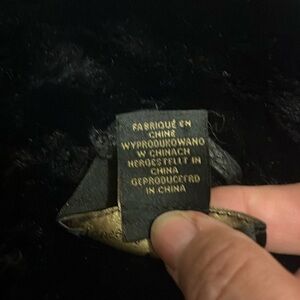 FABRIQUÉ EN
CHINE
WYPRODUKOWANO
W CHINACH
HERGESTELLT IN
CHINA
GEPRODUCEERD
IN CHINA